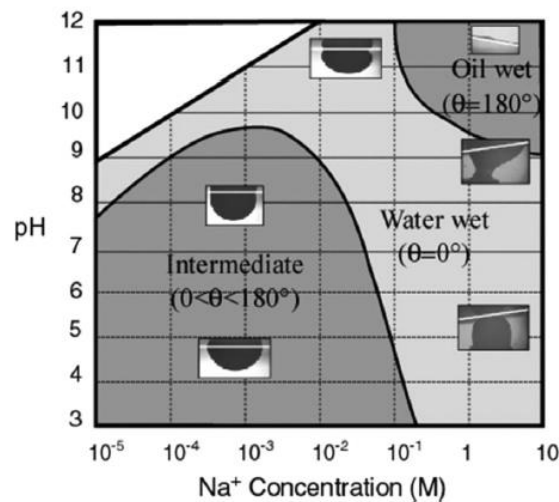 12
11
10
9
8
pH
7
6
5
4
3
Oil wet
(θ=180°)
Water wet
(θ=0°)
Intermediate
(0<θ<180°)
10⁻⁵ 10⁻⁴ 10⁻³ 10⁻² 10⁻¹ 1 10
Na⁺ Concentration (M)